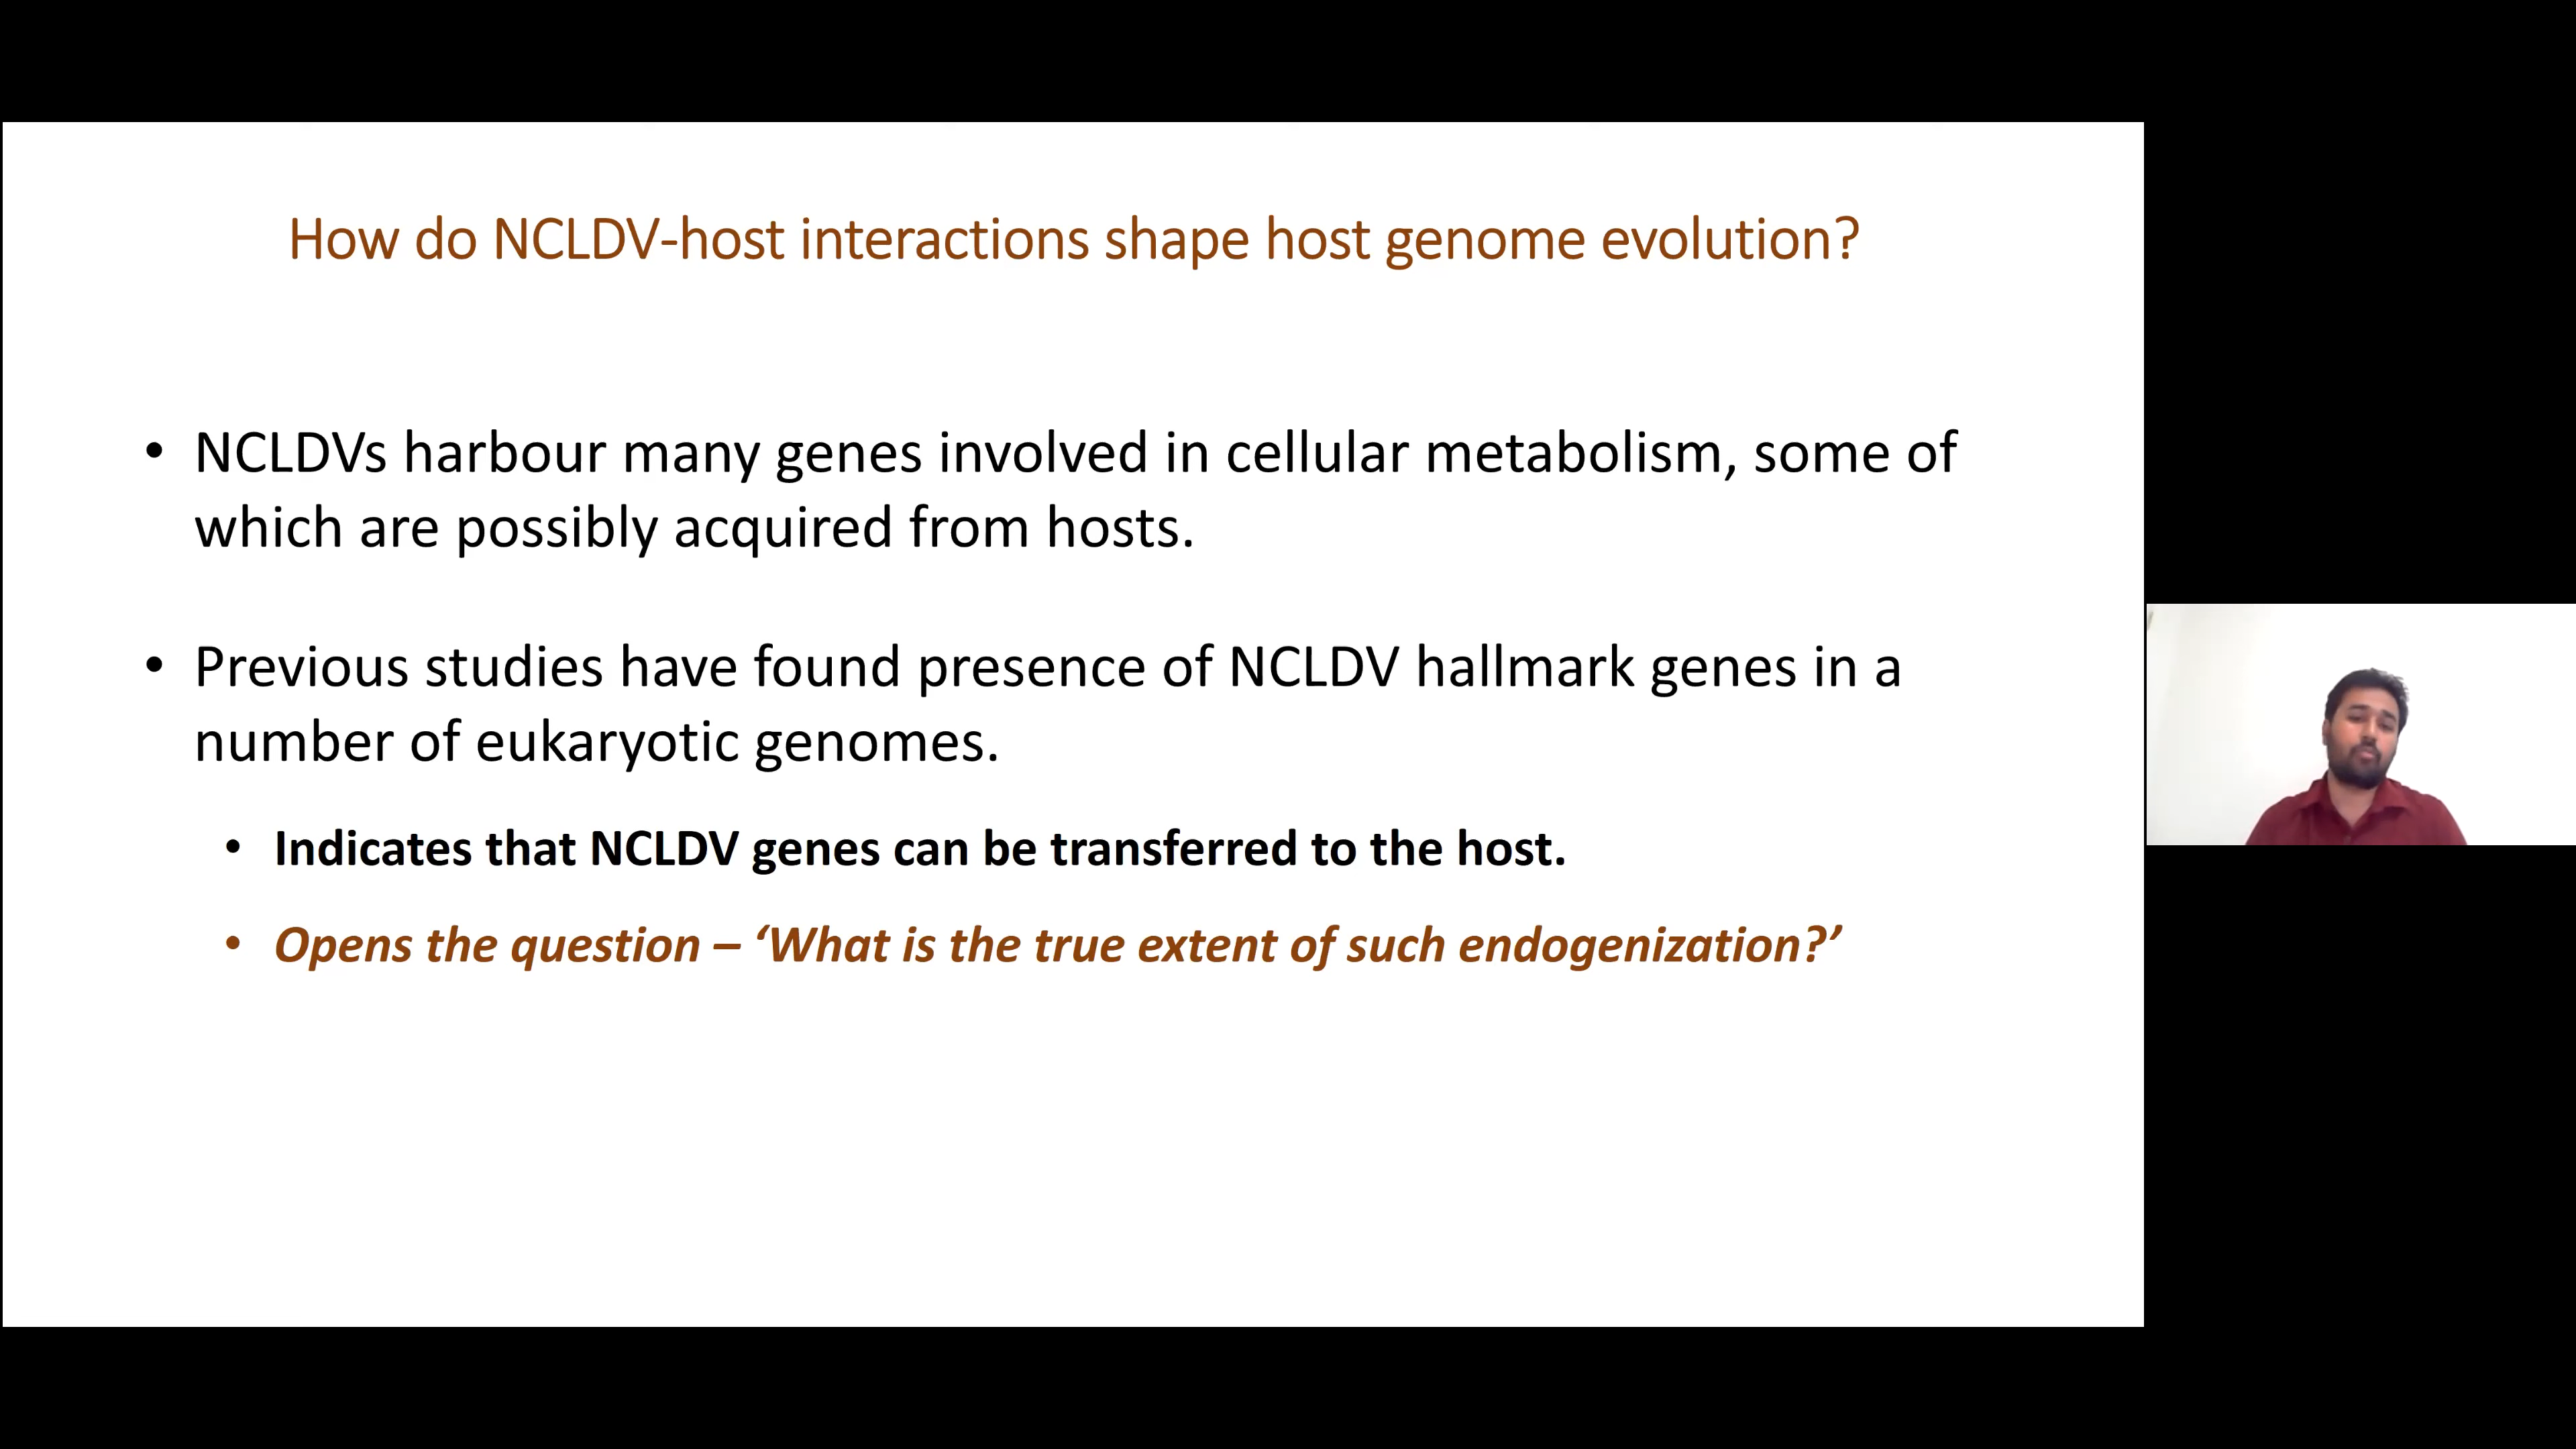 How do NCLDV-host interactions shape host genome evolution?
• NCLDVs harbour many genes involved in cellular metabolism, some of
which are possibly acquired from hosts.
• Previous studies have found presence of NCLDV hallmark genes in a
number of eukaryotic genomes.
• Indicates that NCLDV genes can be transferred to the host.
• Opens the question – ‘What is the true extent of such endogenization?’